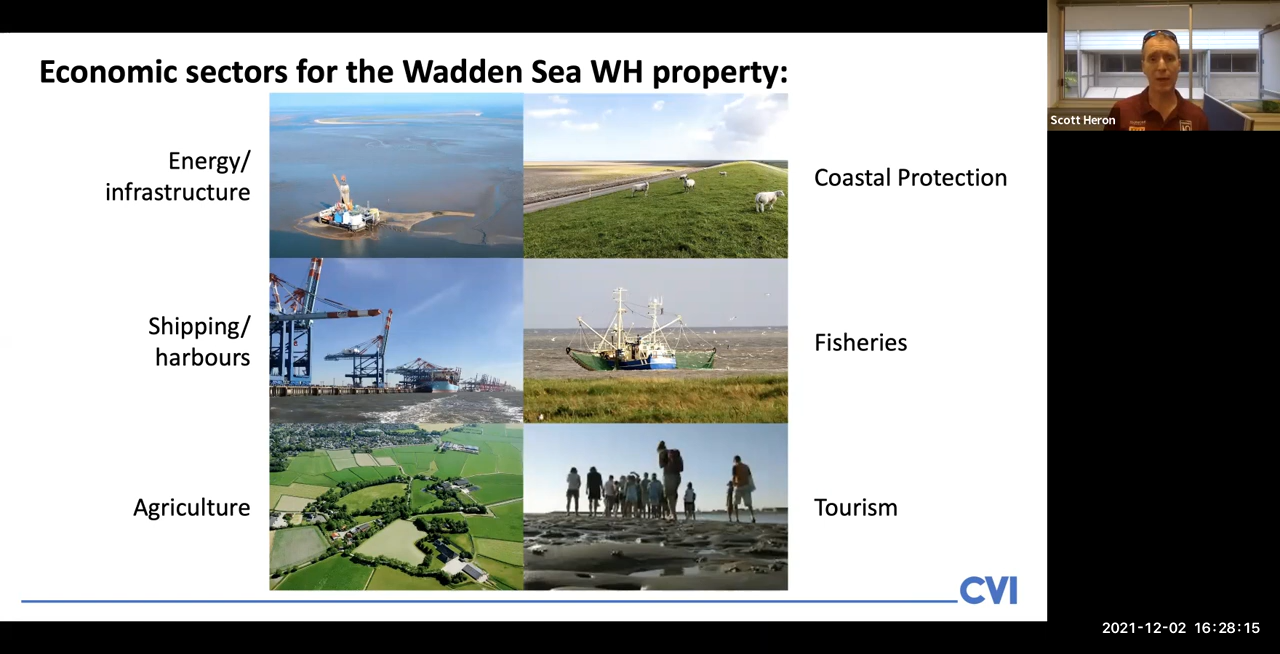 Economic sectors for the Wadden Sea WH property:
Scott Heron
Energy/
infrastructure
Coastal Protection
Shipping/
harbours
Fisheries
Agriculture
Tourism
CVI
2021-12-02 16:28:15